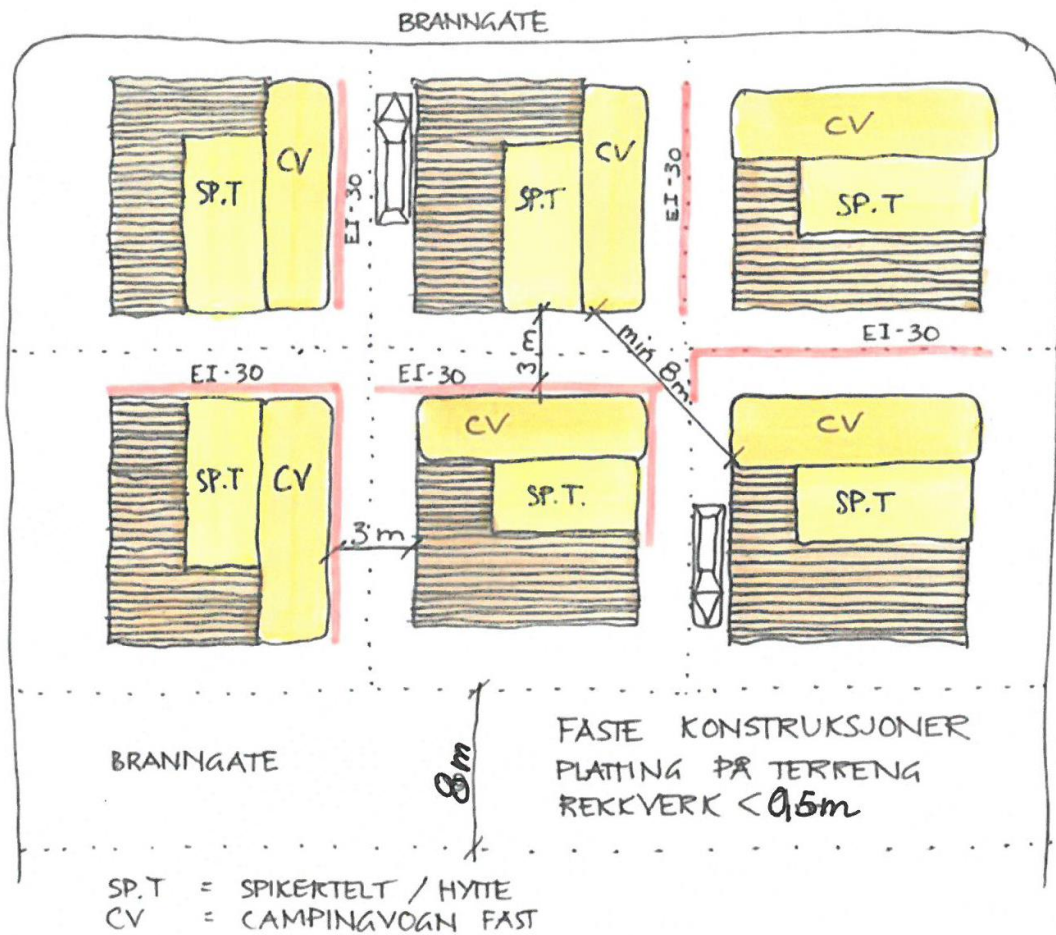 BRANNGATE
CV
SP.T
EI-30
CV
SP.T
EI-30
CV
SP.T
3 m
min 8m
EI-30
EI-30
SP.T
CV
3 m
EI-30
CV
SP.T.
CV
SP.T
BRANNGATE
8m
FASTE KONSTRUKSJONER
PLATTING PÅ TERRENG
REKKVERK < 0,5m
SP.T = SPIKERTELT / HYTTE
CV = CAMPINGVOGN FAST